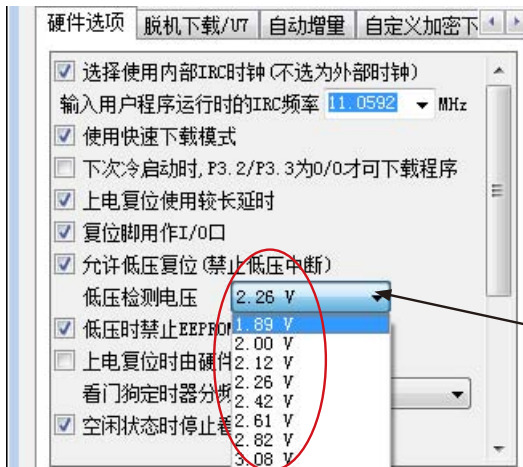 硬件选项 脱机下载/U7 自动增量 自定义加密下
选择使用内部IRC时钟(不选为外部时钟)
输入用户程序运行时的IRC频率 11.0592 MHz
使用快速下载模式
下次冷启动时,P3.2/P3.3为0/0才可下载程序
上电复位使用较长延时
复位脚用作I/O口
允许低压复位(禁止低压中断)
低压检测电压 2.26 V
低压时禁止EEPROM 1.89 V
2.00 V
上电复位时由硬件 2.12 V
2.26 V
看门狗定时器分频 2.42 V
空闲状态时停止看 2.61 V
2.82 V
3.08 V